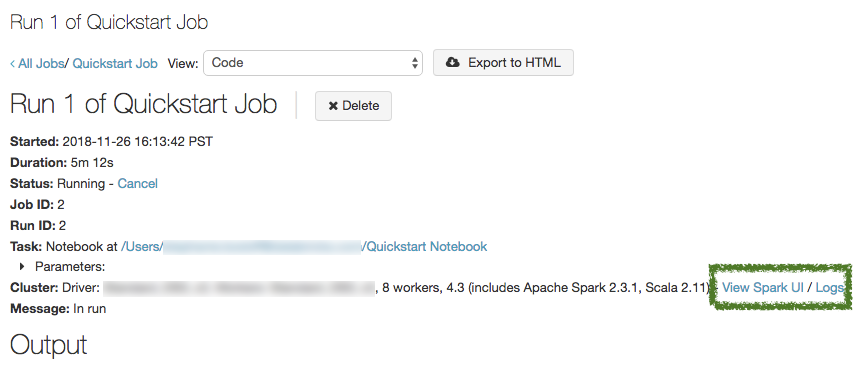 Run 1 of Quickstart Job
< All Jobs/ Quickstart Job View: Code Export to HTML
Run 1 of Quickstart Job Delete
Started: 2018-11-26 16:13:42 PST
Duration: 5m 12s
Status: Running - Cancel
Job ID: 2
Run ID: 2
Task: Notebook at /Users/ /Quickstart Notebook
Parameters:
Cluster: Driver: , 8 workers, 4.3 (includes Apache Spark 2.3.1, Scala 2.11) View Spark UI / Logs
Message: In run
Output